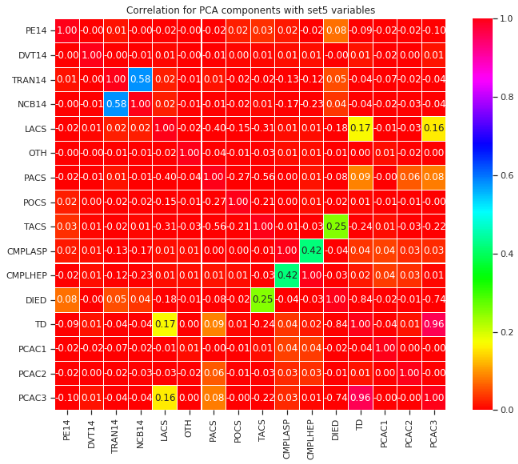 Correlation for PCA components with set5 variables
PE14 1.00 -0.00 0.01 -0.00 -0.02 -0.00 -0.02 0.02 0.03 0.02 -0.02 0.08 -0.09 -0.02 -0.02 -0.10
DVT14 -0.00 1.00 -0.00 -0.01 0.01 -0.00 -0.01 0.00 0.01 0.01 0.01 -0.00 0.01 -0.02 0.00 0.01
TRAN14 0.01 -0.00 1.00 0.58 0.02 -0.01 0.01 -0.02 -0.02 -0.13 -0.12 0.05 -0.04 -0.07 -0.02 -0.04
NCB14 -0.00 -0.01 0.58 1.00 0.02 -0.01 -0.01 -0.02 0.01 -0.17 -0.23 0.04 -0.04 -0.02 -0.03 -0.04
LACS -0.02 0.01 0.02 0.02 1.00 -0.02 -0.40 -0.15 -0.31 0.01 0.01 -0.18 0.17 -0.01 -0.03 0.16
OTH -0.00 -0.00 -0.01 -0.01 -0.02 1.00 -0.04 -0.01 -0.03 0.01 0.01 -0.01 0.00 0.01 -0.02 0.00
PACS -0.02 -0.01 0.01 -0.01 -0.40 -0.04 1.00 -0.27 -0.56 0.00 0.01 -0.08 0.09 -0.00 0.06 0.08
POCS 0.02 0.00 -0.02 -0.02 -0.15 -0.01 -0.27 1.00 -0.21 -0.00 0.01 -0.02 0.01 -0.01 -0.01 -0.00
TACS 0.03 0.01 -0.02 0.01 -0.31 -0.03 -0.56 -0.21 1.00 -0.01 -0.03 0.25 -0.24 0.01 -0.03 -0.22
CMPLASP 0.02 0.01 -0.13 -0.17 0.01 0.01 0.00 -0.00 -0.01 1.00 0.42 -0.04 0.04 0.04 0.03 0.03
CMPLHEP -0.02 0.01 -0.12 -0.23 0.01 0.01 0.01 0.01 -0.03 0.42 1.00 -0.03 0.02 0.04 0.03 0.01
DIED 0.08 -0.00 0.05 0.04 -0.18 -0.01 -0.08 -0.02 0.25 -0.04 -0.03 1.00 -0.84 -0.02 -0.01 -0.74
TD -0.09 0.01 -0.04 -0.04 0.17 0.00 0.09 0.01 -0.24 0.04 0.02 -0.84 1.00 -0.04 0.01 0.96
PCAC1 -0.02 -0.02 -0.07 -0.02 -0.01 0.01 -0.00 -0.01 0.01 0.04 0.04 -0.02 -0.04 1.00 0.00 -0.00
PCAC2 -0.02 0.00 -0.02 -0.03 -0.03 -0.02 0.06 -0.01 -0.03 0.03 0.03 -0.01 0.01 0.00 1.00 -0.00
PCAC3 -0.10 0.01 -0.04 -0.04 0.16 0.00 0.08 -0.00 -0.22 0.03 0.01 -0.74 0.96 -0.00 -0.00 1.00
PE14 DVT14 TRAN14 NCB14 LACS OTH PACS POCS TACS CMPLASP CMPLHEP DIED TD PCAC1 PCAC2 PCAC3
1.0
0.8
0.6
0.4
0.2
0.0